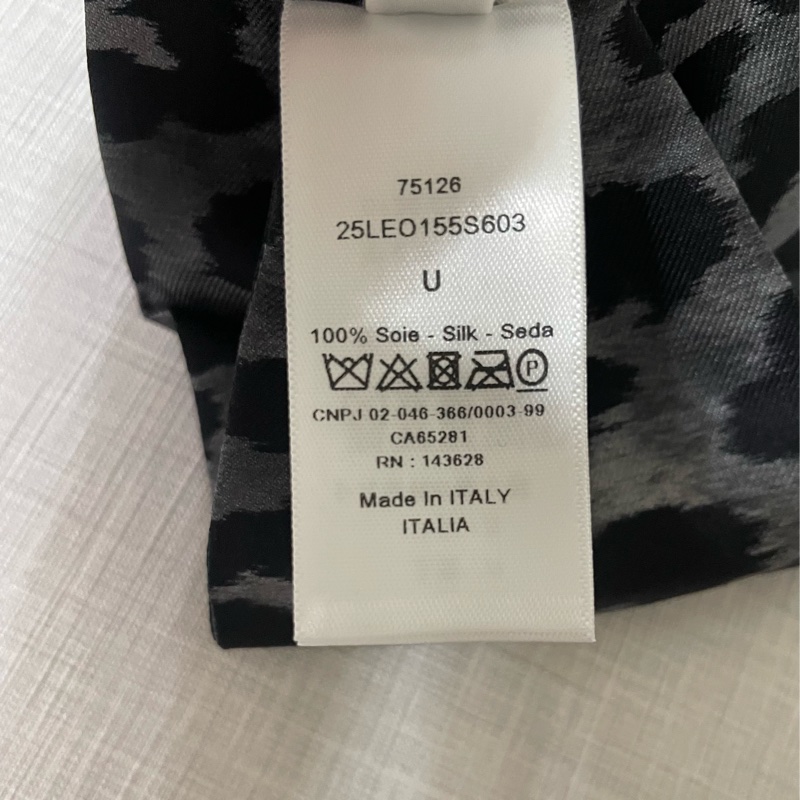 75126
25LEO155S603
U
100% Soie - Silk - Seda
P
CNPJ 02-046-366/0003-99
CA65281
RN : 143628
Made In ITALY
ITALIA